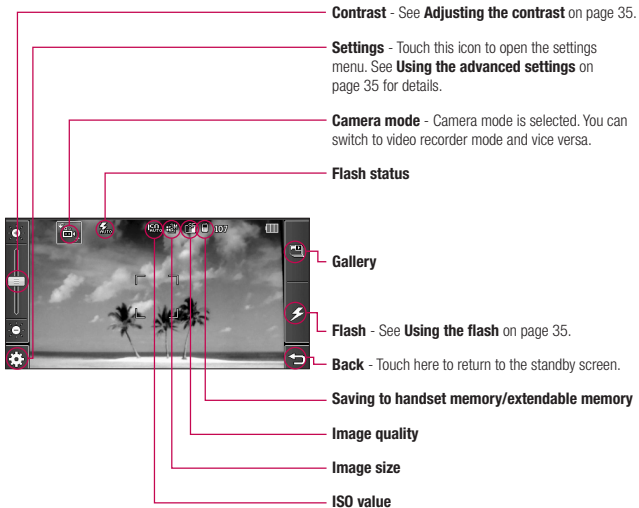 Contrast - See Adjusting the contrast on page 35.
Settings - Touch this icon to open the settings
menu. See Using the advanced settings on
page 35 for details.
Camera mode - Camera mode is selected. You can
switch to video recorder mode and vice versa.
Flash status
AUTO
ISO
AUTO
107
Gallery
Flash - See Using the flash on page 35.
Back - Touch here to return to the standby screen.
Saving to handset memory/extendable memory
Image quality
Image size
ISO value